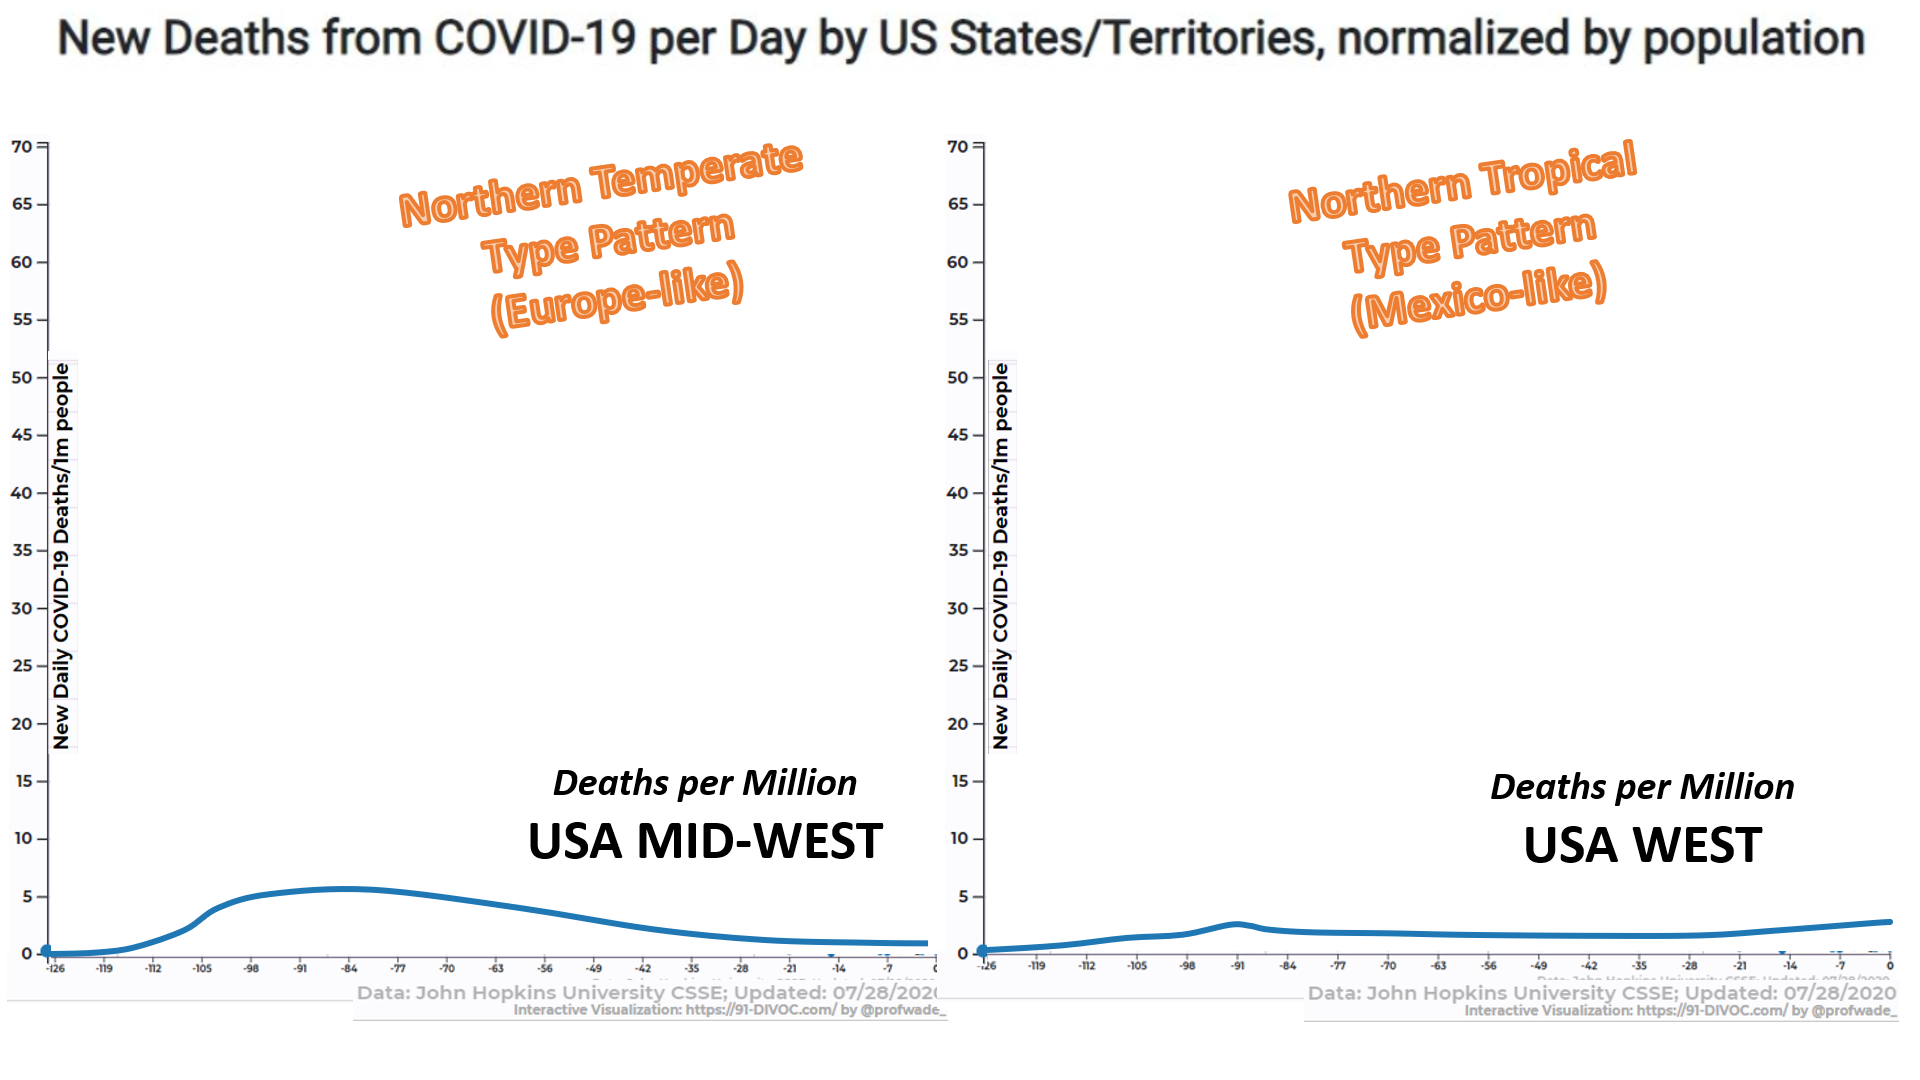 New Deaths from COVID-19 per Day by US States/Territories, normalized by population
Northern Temperate
Type Pattern
(Europe-like)
70
65
60
55
50
45
40
35
30
25
20
15
10
5
0
New Daily COVID-19 Deaths/1m people
Deaths per Million
USA MID-WEST
-126 -119 -112 -105 -98 -91 -84 -77 -70 -63 -56 -49 -42 -35 -28 -21 -14 -7 0
Data: John Hopkins University CSSE; Updated: 07/28/2020
Interactive Visualization: https://91-DIVOC.com/ by @profwade_
Northern Tropical
Type Pattern
(Mexico-like)
70
65
60
55
50
45
40
35
30
25
20
15
10
5
0
New Daily COVID-19 Deaths/1m people
Deaths per Million
USA WEST
-126 -119 -112 -105 -98 -91 -84 -77 -70 -63 -56 -49 -42 -35 -28 -21 -14 -7 0
Data: John Hopkins University CSSE; Updated: 07/28/2020
Interactive Visualization: https://91-DIVOC.com/ by @profwade_